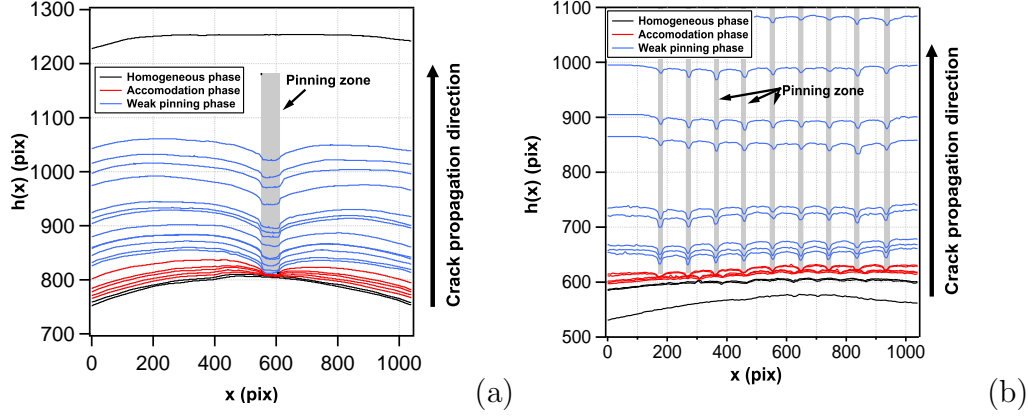 1300
1200
1100
1000
900
800
700
h(x) (pix)
Homogeneous phase
Accomodation phase
Weak pinning phase
Pinning zone
Crack propagation direction
0
200
400
600
800
1000
x (pix)
(a)
1100
1000
900
800
700
600
500
h(x) (pix)
Homogeneous phase
Accomodation phase
Weak pinning phase
Pinning zone
Crack propagation direction
0
200
400
600
800
1000
x (pix)
(b)